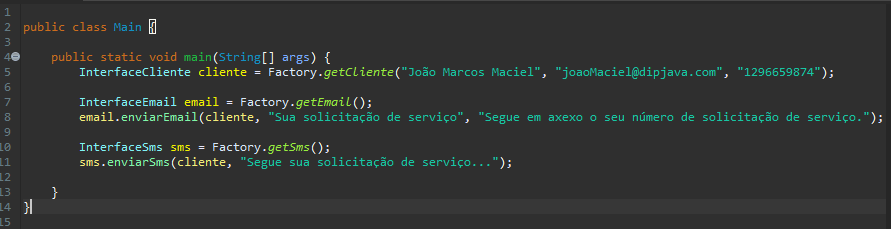 1
2 public class Main {
3
4 public static void main(String[] args) {
5 InterfaceCliente cliente = Factory.getCliente("João Marcos Maciel", "joaoMaciel@dipjava.com", "1296659874");
6
7 InterfaceEmail email = Factory.getEmail();
8 email.enviarEmail(cliente, "Sua solicitação de serviço", "Segue em axexo o seu número de solicitação de serviço.");
9
10 InterfaceSms sms = Factory.getSms();
11 sms.enviarSms(cliente, "Segue sua solicitação de serviço...");
12
13 }
14 }
15